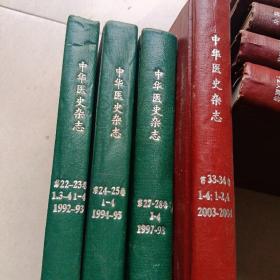 中华医史杂志
第22-23卷
1.3-4 1-4
1992-93
中华医史杂志
第24-25卷
1-4
1994-95
中华医史杂志
第27-28卷
1-4
1997-98
中华医史杂志
第33-34卷
1-4; 1-2,4
2003-2004